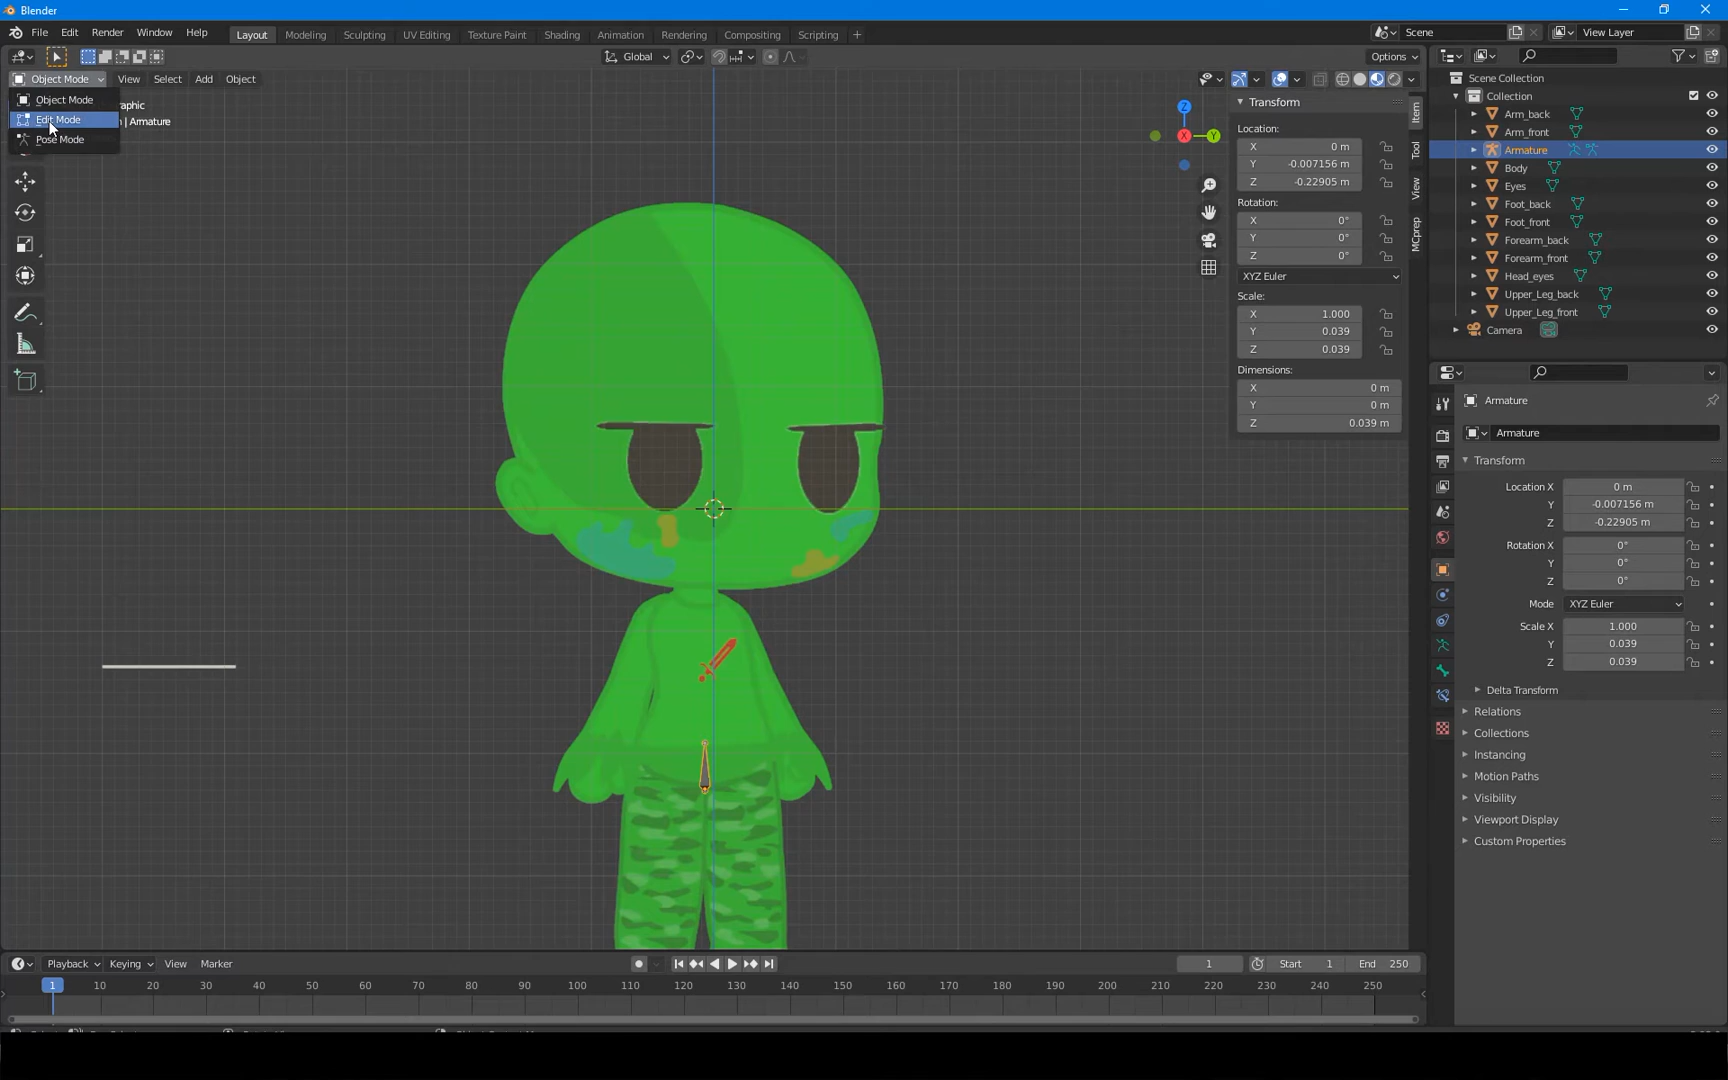 Blender
File Edit Render Window Help
Layout Modeling Sculpting UV Editing Texture Paint Shading Animation Rendering Compositing Scripting +
Scene
View Layer
Global
Options
Object Mode View Select Add Object
Object Mode
Edit Mode
Pose Mode
raphic
| Armature
Z
X
Y
Transform
Location:
X 0 m
Y -0.007156 m
Z -0.22905 m
Rotation:
X 0°
Y 0°
Z 0°
XYZ Euler
Scale:
X 1.000
Y 0.039
Z 0.039
Dimensions:
X 0 m
Y 0 m
Z 0.039 m
Item
Tool
View
MCprep
Scene Collection
Collection
Arm_back
Arm_front
Armature
Body
Eyes
Foot_back
Foot_front
Forearm_back
Forearm_front
Head_eyes
Upper_Leg_back
Upper_Leg_front
Camera
Armature
Armature
Transform
Location X 0 m
Y -0.007156 m
Z -0.22905 m
Rotation X 0°
Y 0°
Z 0°
Mode XYZ Euler
Scale X 1.000
Y 0.039
Z 0.039
Delta Transform
Relations
Collections
Instancing
Motion Paths
Visibility
Viewport Display
Custom Properties
Playback Keying View Marker
1 Start 1 End 250
1 10 20 30 40 50 60 70 80 90 100 110 120 130 140 150 160 170 180 190 200 210 220 230 240 250